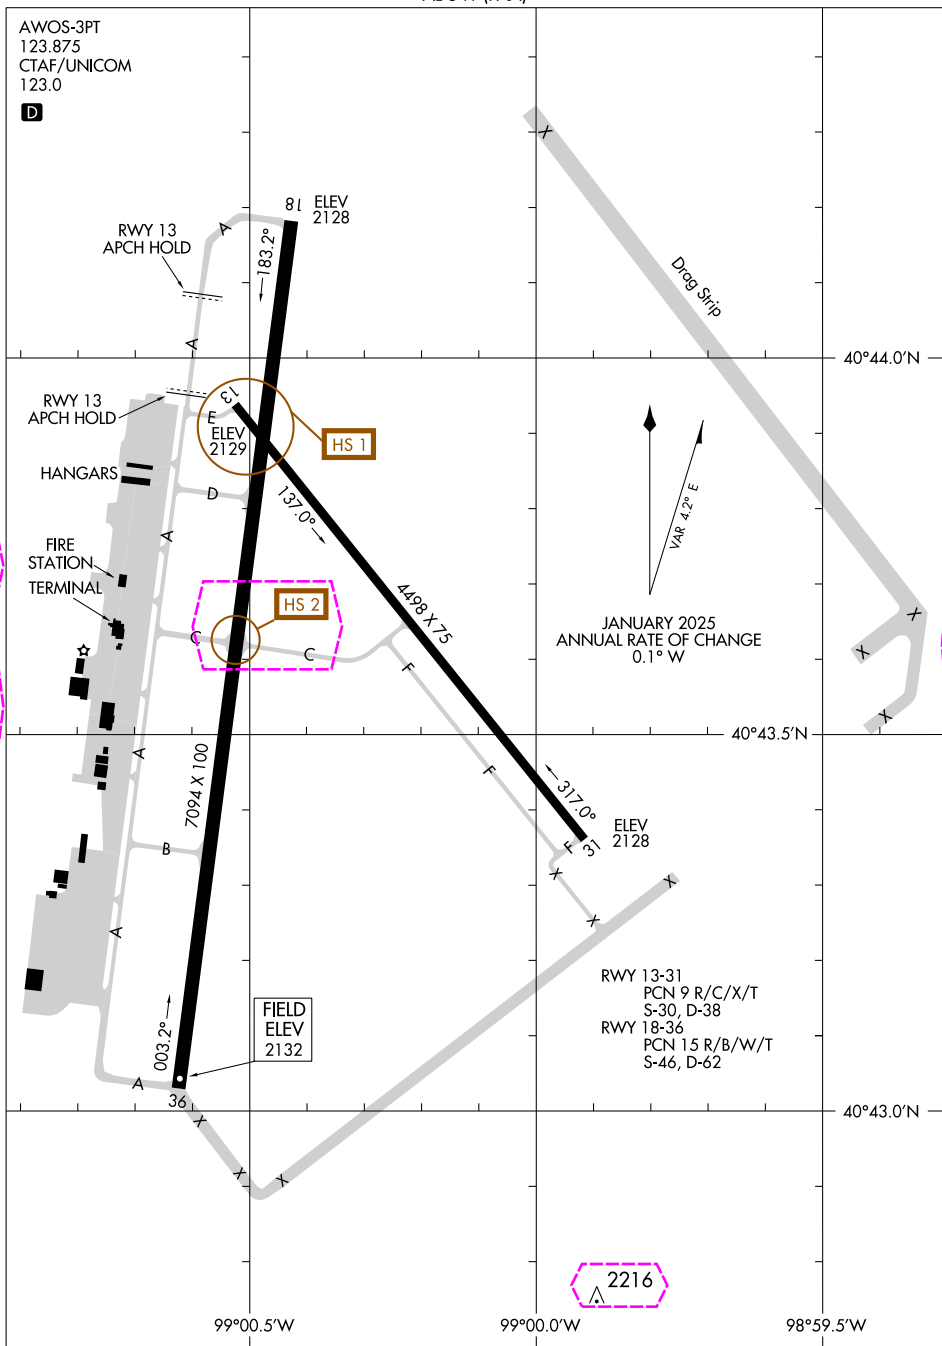 AWOS-3PT
123.875
CTAF/UNICOM
123.0
D
18
ELEV
2128
RWY 13
APCH HOLD
A
183.2°
X
Drag Strip
A
40°44.0'N
RWY 13
APCH HOLD
13
E
ELEV
2129
HS 1
HANGARS
D
137.0°
VAR 4.2° E
A
FIRE
STATION
TERMINAL
HS 2
4498 X 75
C
C
F
JANUARY 2025
ANNUAL RATE OF CHANGE
0.1° W
X
X
X
40°43.5'N
A
7094 X 100
F
317.0°
ELEV
2128
31
F
B
X
X
X
A
RWY 13-31
PCN 9 R/C/X/T
S-30, D-38
RWY 18-36
PCN 15 R/B/W/T
S-46, D-62
FIELD
ELEV
2132
003.2°
A
36
X
40°43.0'N
X
X
2216
99°00.5'W
99°00.0'W
98°59.5'W